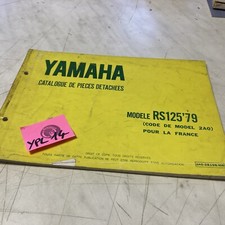 YAMAHA
CATALOGUE DE PIECES DETACHEES
MODELE RS125'79
(CODE DE MODEL 2A0)
POUR LA FRANCE
YPL 14